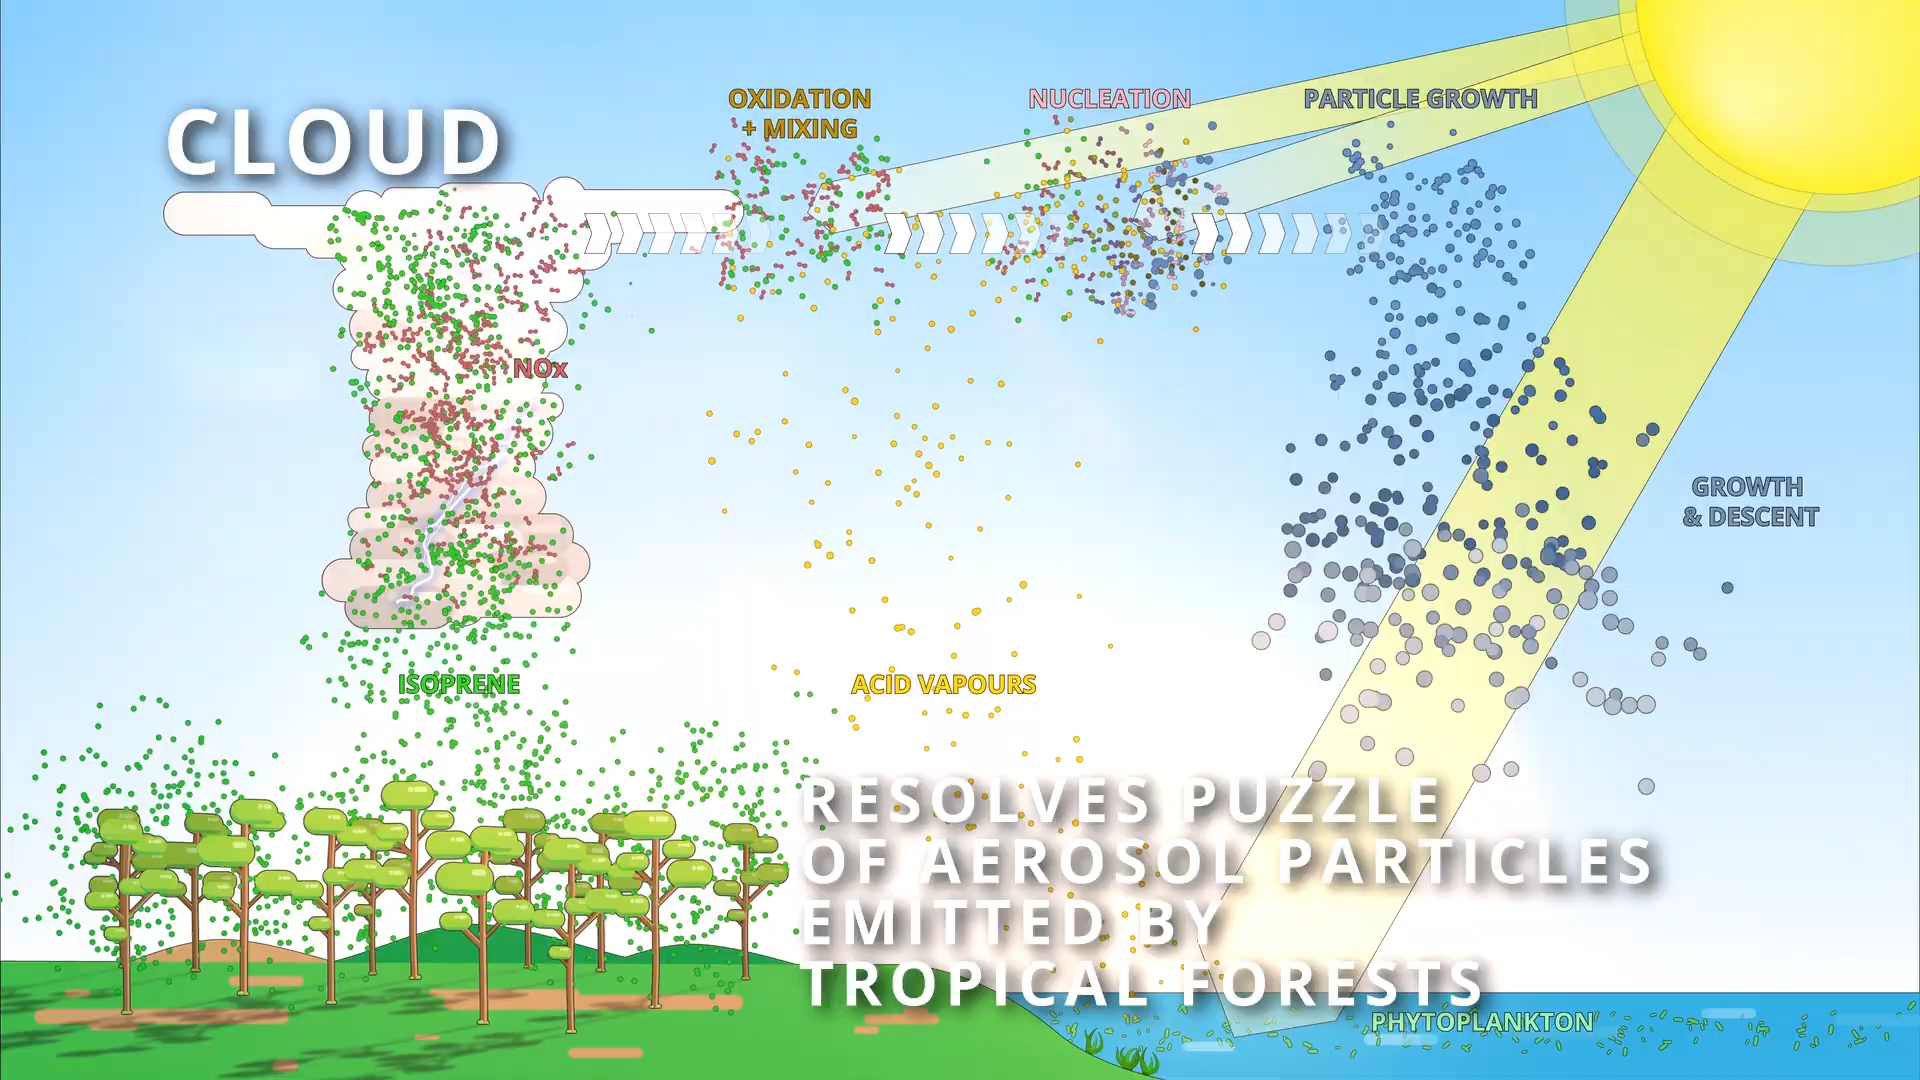 CLOUD
OXIDATION
+ MIXING
NUCLEATION
PARTICLE GROWTH
NOx
GROWTH
& DESCENT
ISOPRENE
ACID VAPOURS
RESOLVES PUZZLE
OF AEROSOL PARTICLES
EMITTED BY
TROPICAL FORESTS
PHYTOPLANKTON